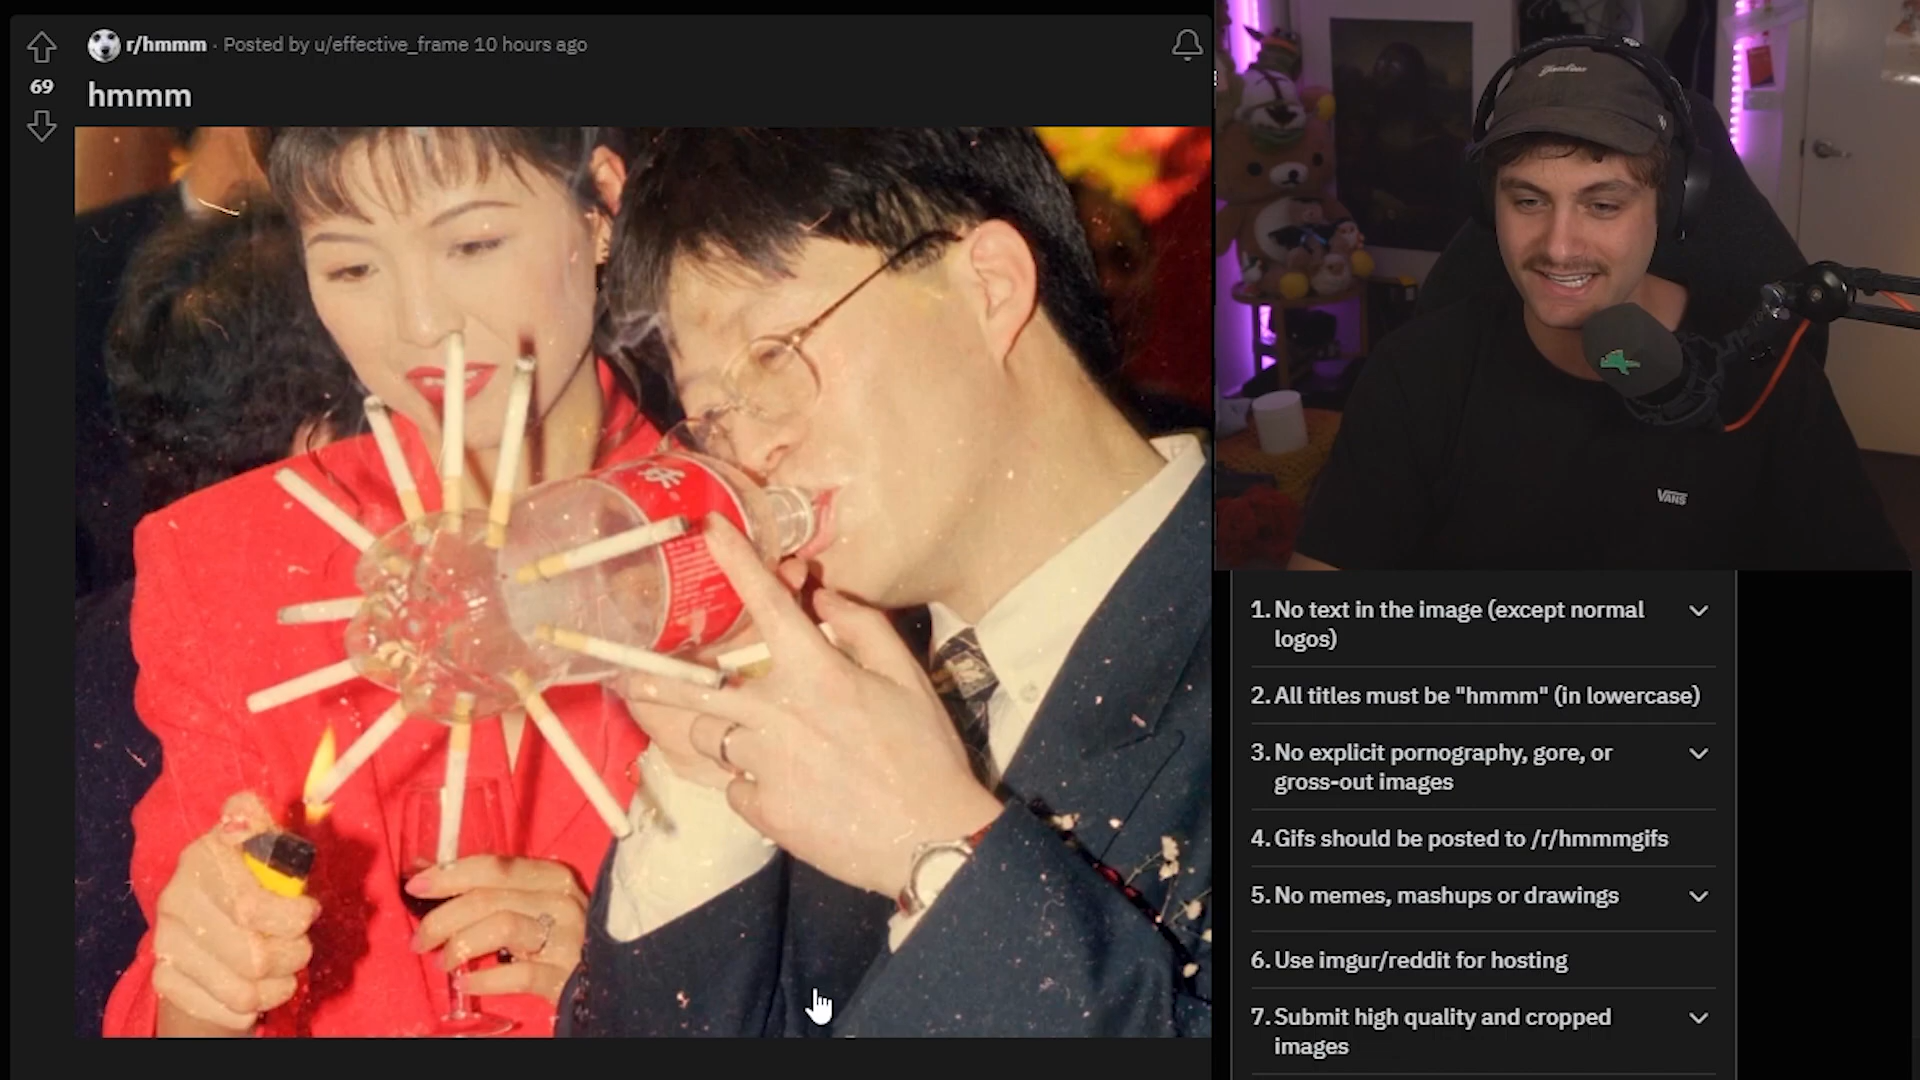 r/hmmm · Posted by u/effective_frame 10 hours ago
69
hmmm
Yankees
VANS
1. No text in the image (except normal
logos)
2. All titles must be "hmmm" (in lowercase)
3. No explicit pornography, gore, or
gross-out images
4. Gifs should be posted to /r/hmmmgifs
5. No memes, mashups or drawings
6. Use imgur/reddit for hosting
7. Submit high quality and cropped
images